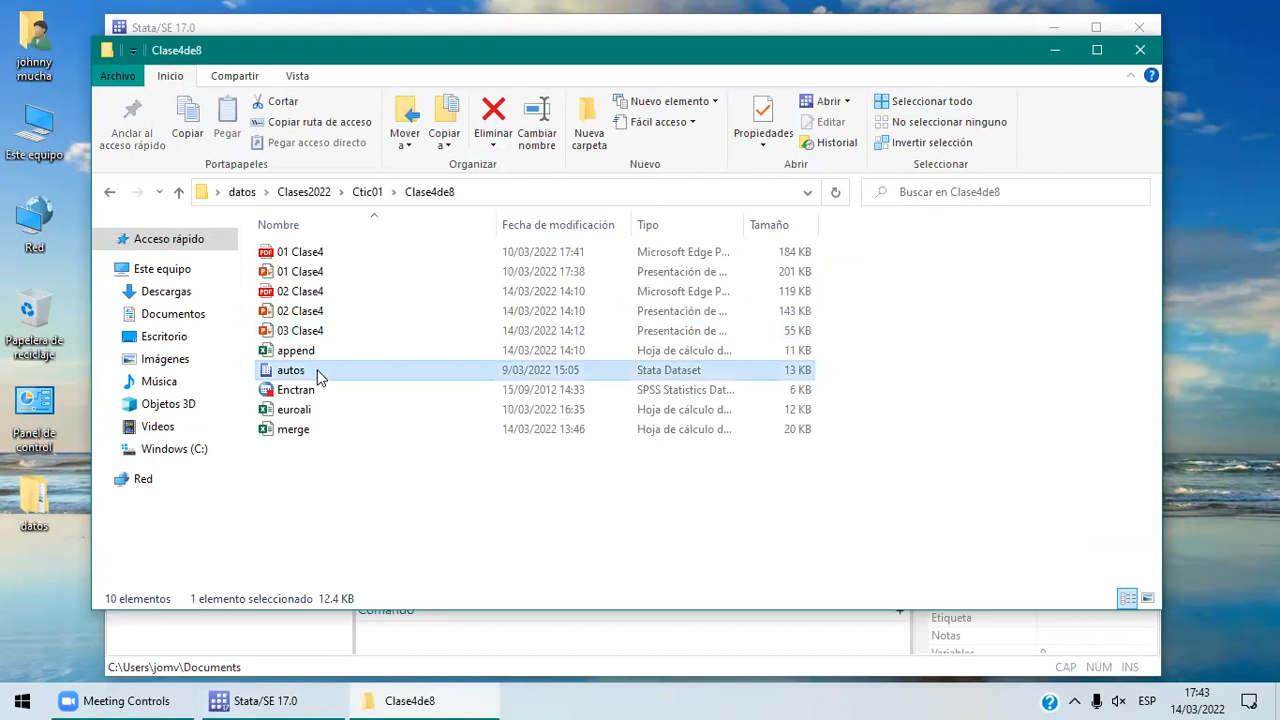 johnny
mucha
Este equipo
Red
Papelera de
reciclaje
Panel de
control
datos
Stata/SE 17.0
Clase4de8
Archivo Inicio Compartir Vista
Anclar al
acceso rápido
Copiar
Pegar
Cortar
Copiar ruta de acceso
Pegar acceso directo
Portapapeles
Mover
a
Copiar
a
Eliminar
Cambiar
nombre
Organizar
Nueva
carpeta
Nuevo elemento
Fácil acceso
Nuevo
Propiedades
Abrir
Editar
Historial
Abrir
Seleccionar todo
No seleccionar ninguno
Invertir selección
Seleccionar
datos Clases2022 Ctic01 Clase4de8
Buscar en Clase4de8
Acceso rápido
Este equipo
Descargas
Documentos
Escritorio
Imágenes
Música
Objetos 3D
Videos
Windows (C:)
Red
Nombre Fecha de modificación Tipo Tamaño
01 Clase4 10/03/2022 17:41 Microsoft Edge P... 184 KB
01 Clase4 10/03/2022 17:38 Presentación de ... 201 KB
02 Clase4 14/03/2022 14:10 Microsoft Edge P... 119 KB
02 Clase4 14/03/2022 14:10 Presentación de ... 143 KB
03 Clase4 14/03/2022 14:12 Presentación de ... 55 KB
append 14/03/2022 14:10 Hoja de cálculo d... 11 KB
autos 9/03/2022 15:05 Stata Dataset 13 KB
Enctran 15/09/2012 14:33 SPSS Statistics Dat... 6 KB
euroali 10/03/2022 16:35 Hoja de cálculo d... 12 KB
merge 14/03/2022 13:46 Hoja de cálculo d... 20 KB
10 elementos 1 elemento seleccionado 12.4 KB
Comando
Etiqueta
Notas
Variables 0
C:\Users\jomv\Documents
CAP NUM INS
Meeting Controls
Stata/SE 17.0
Clase4de8
ESP
17:43
14/03/2022